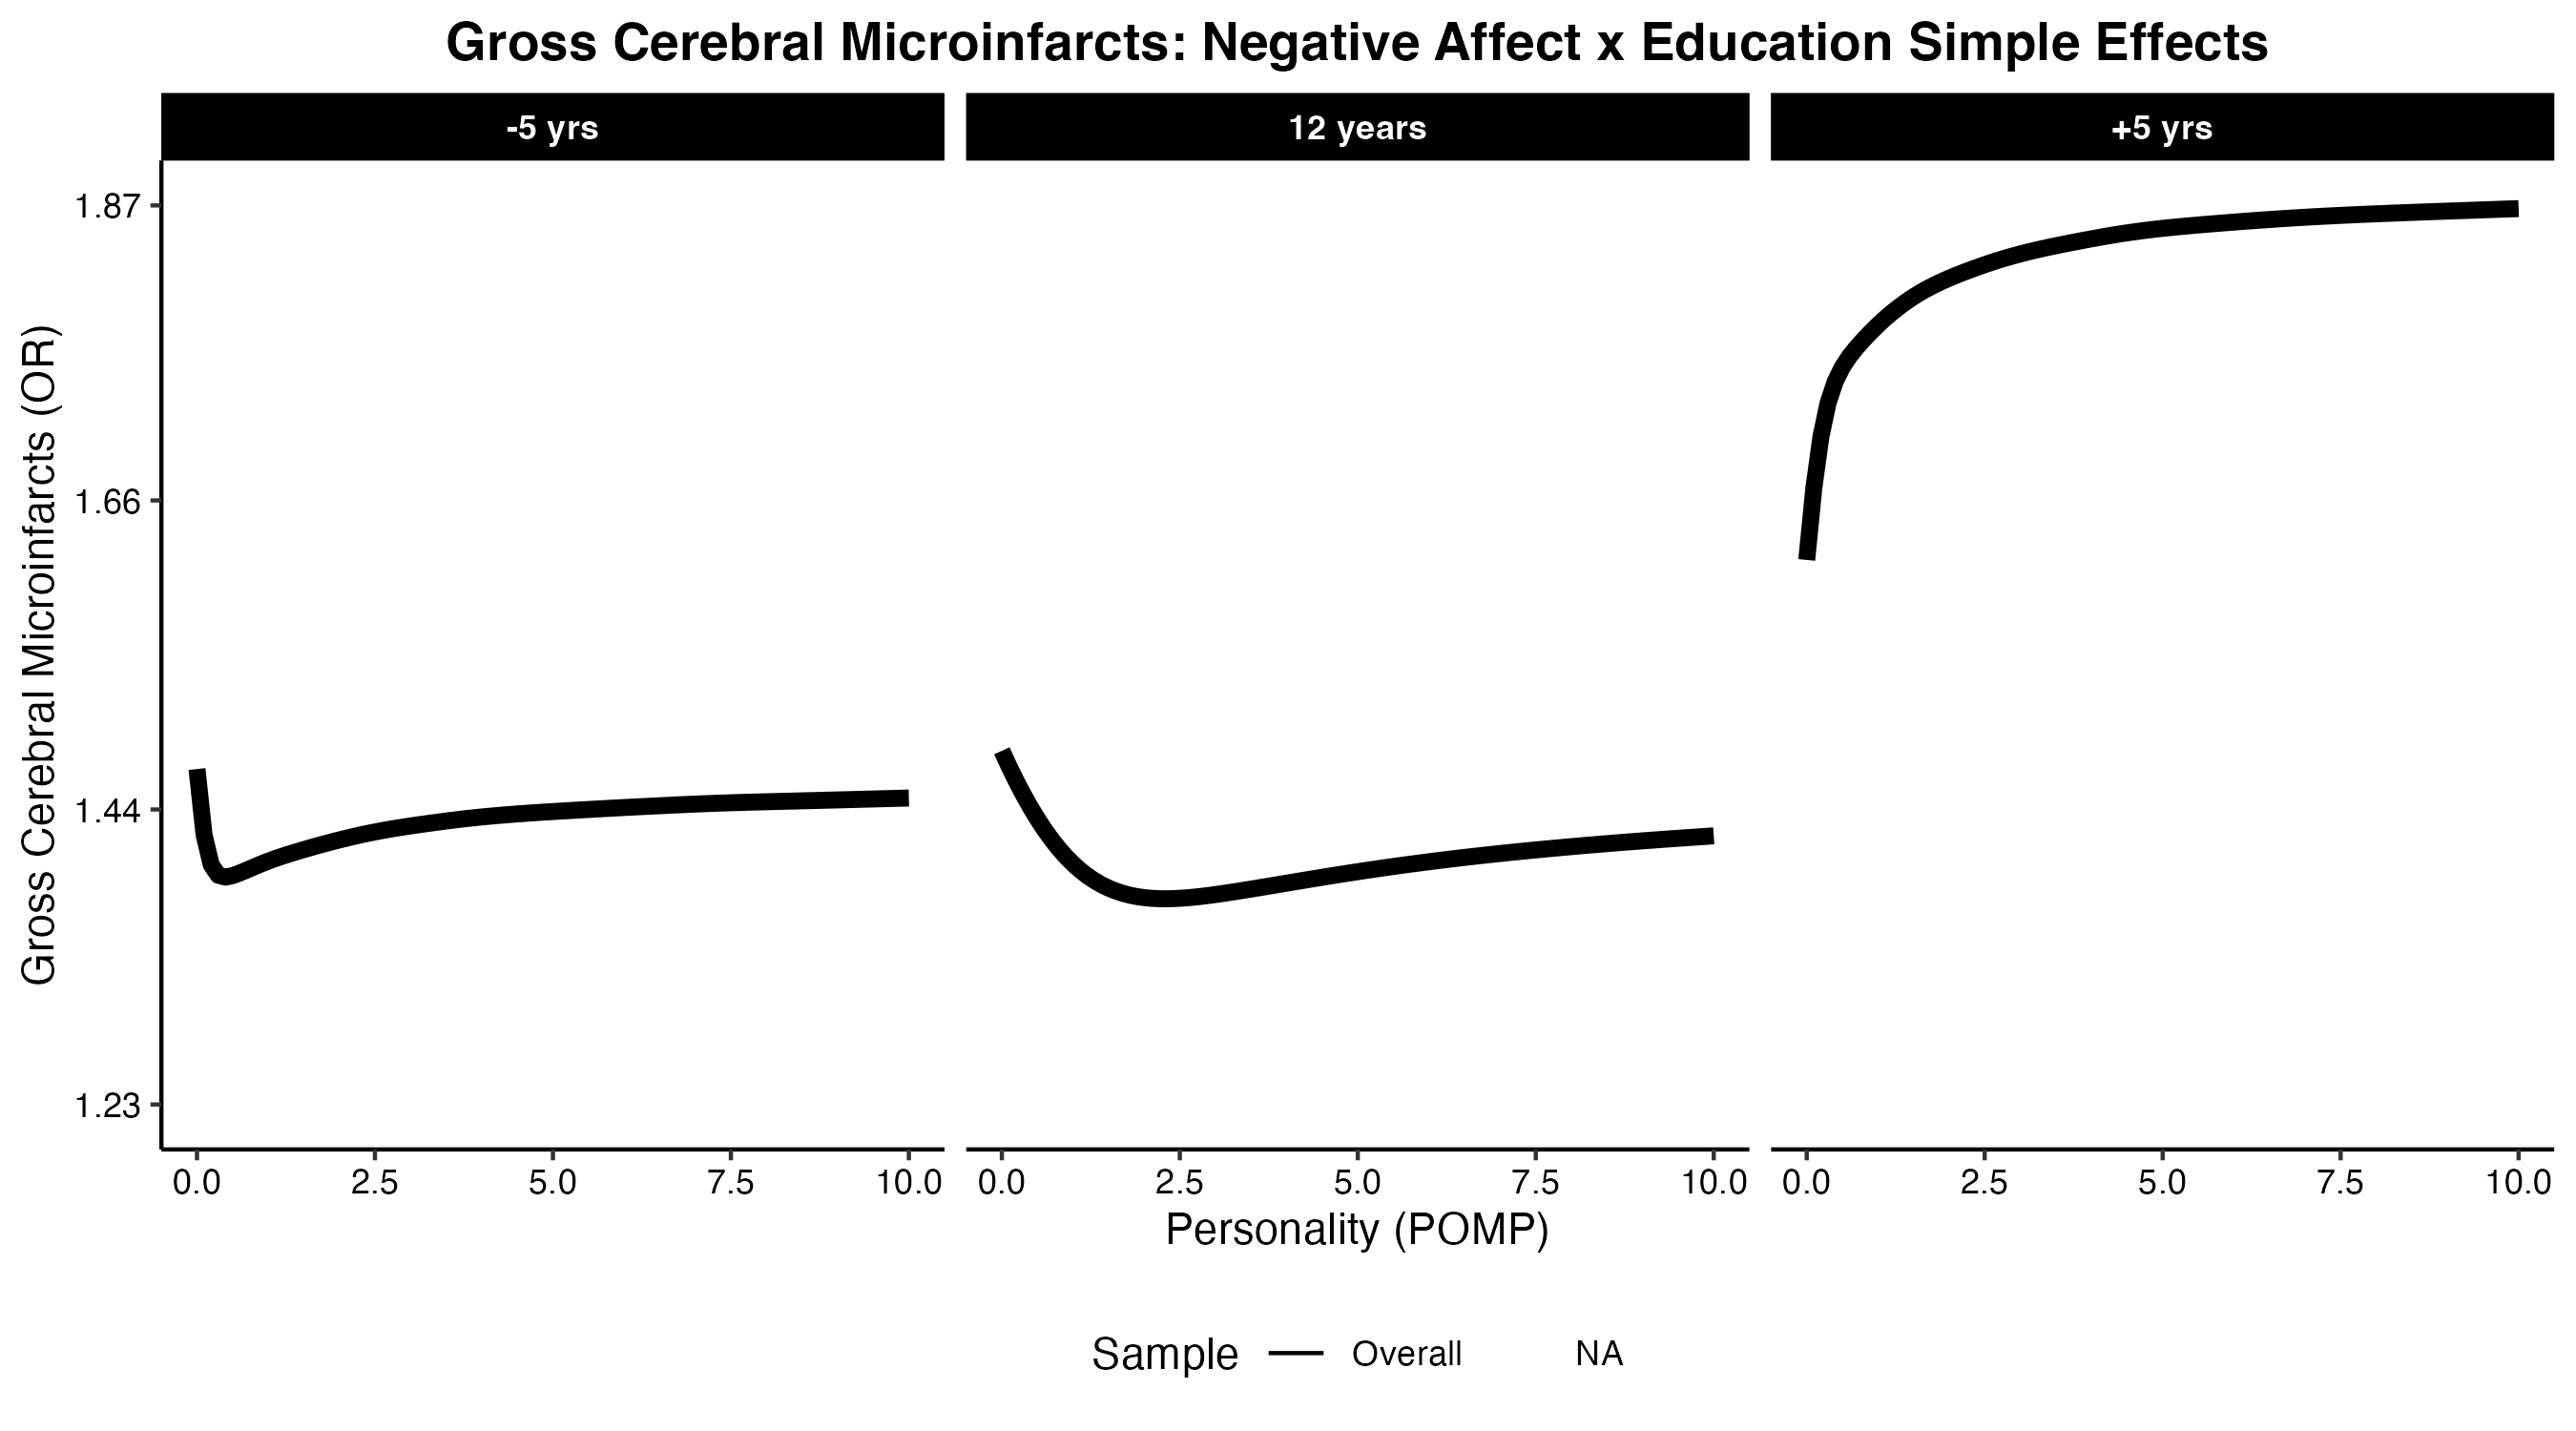 Gross Cerebral Microinfarcts: Negative Affect x Education Simple Effects
-5 yrs
12 years
+5 yrs
Gross Cerebral Microinfarcts (OR)
1.87
1.66
1.44
1.23
0.0 2.5 5.0 7.5 10.0
0.0 2.5 5.0 7.5 10.0
0.0 2.5 5.0 7.5 10.0
Personality (POMP)
Sample Overall NA